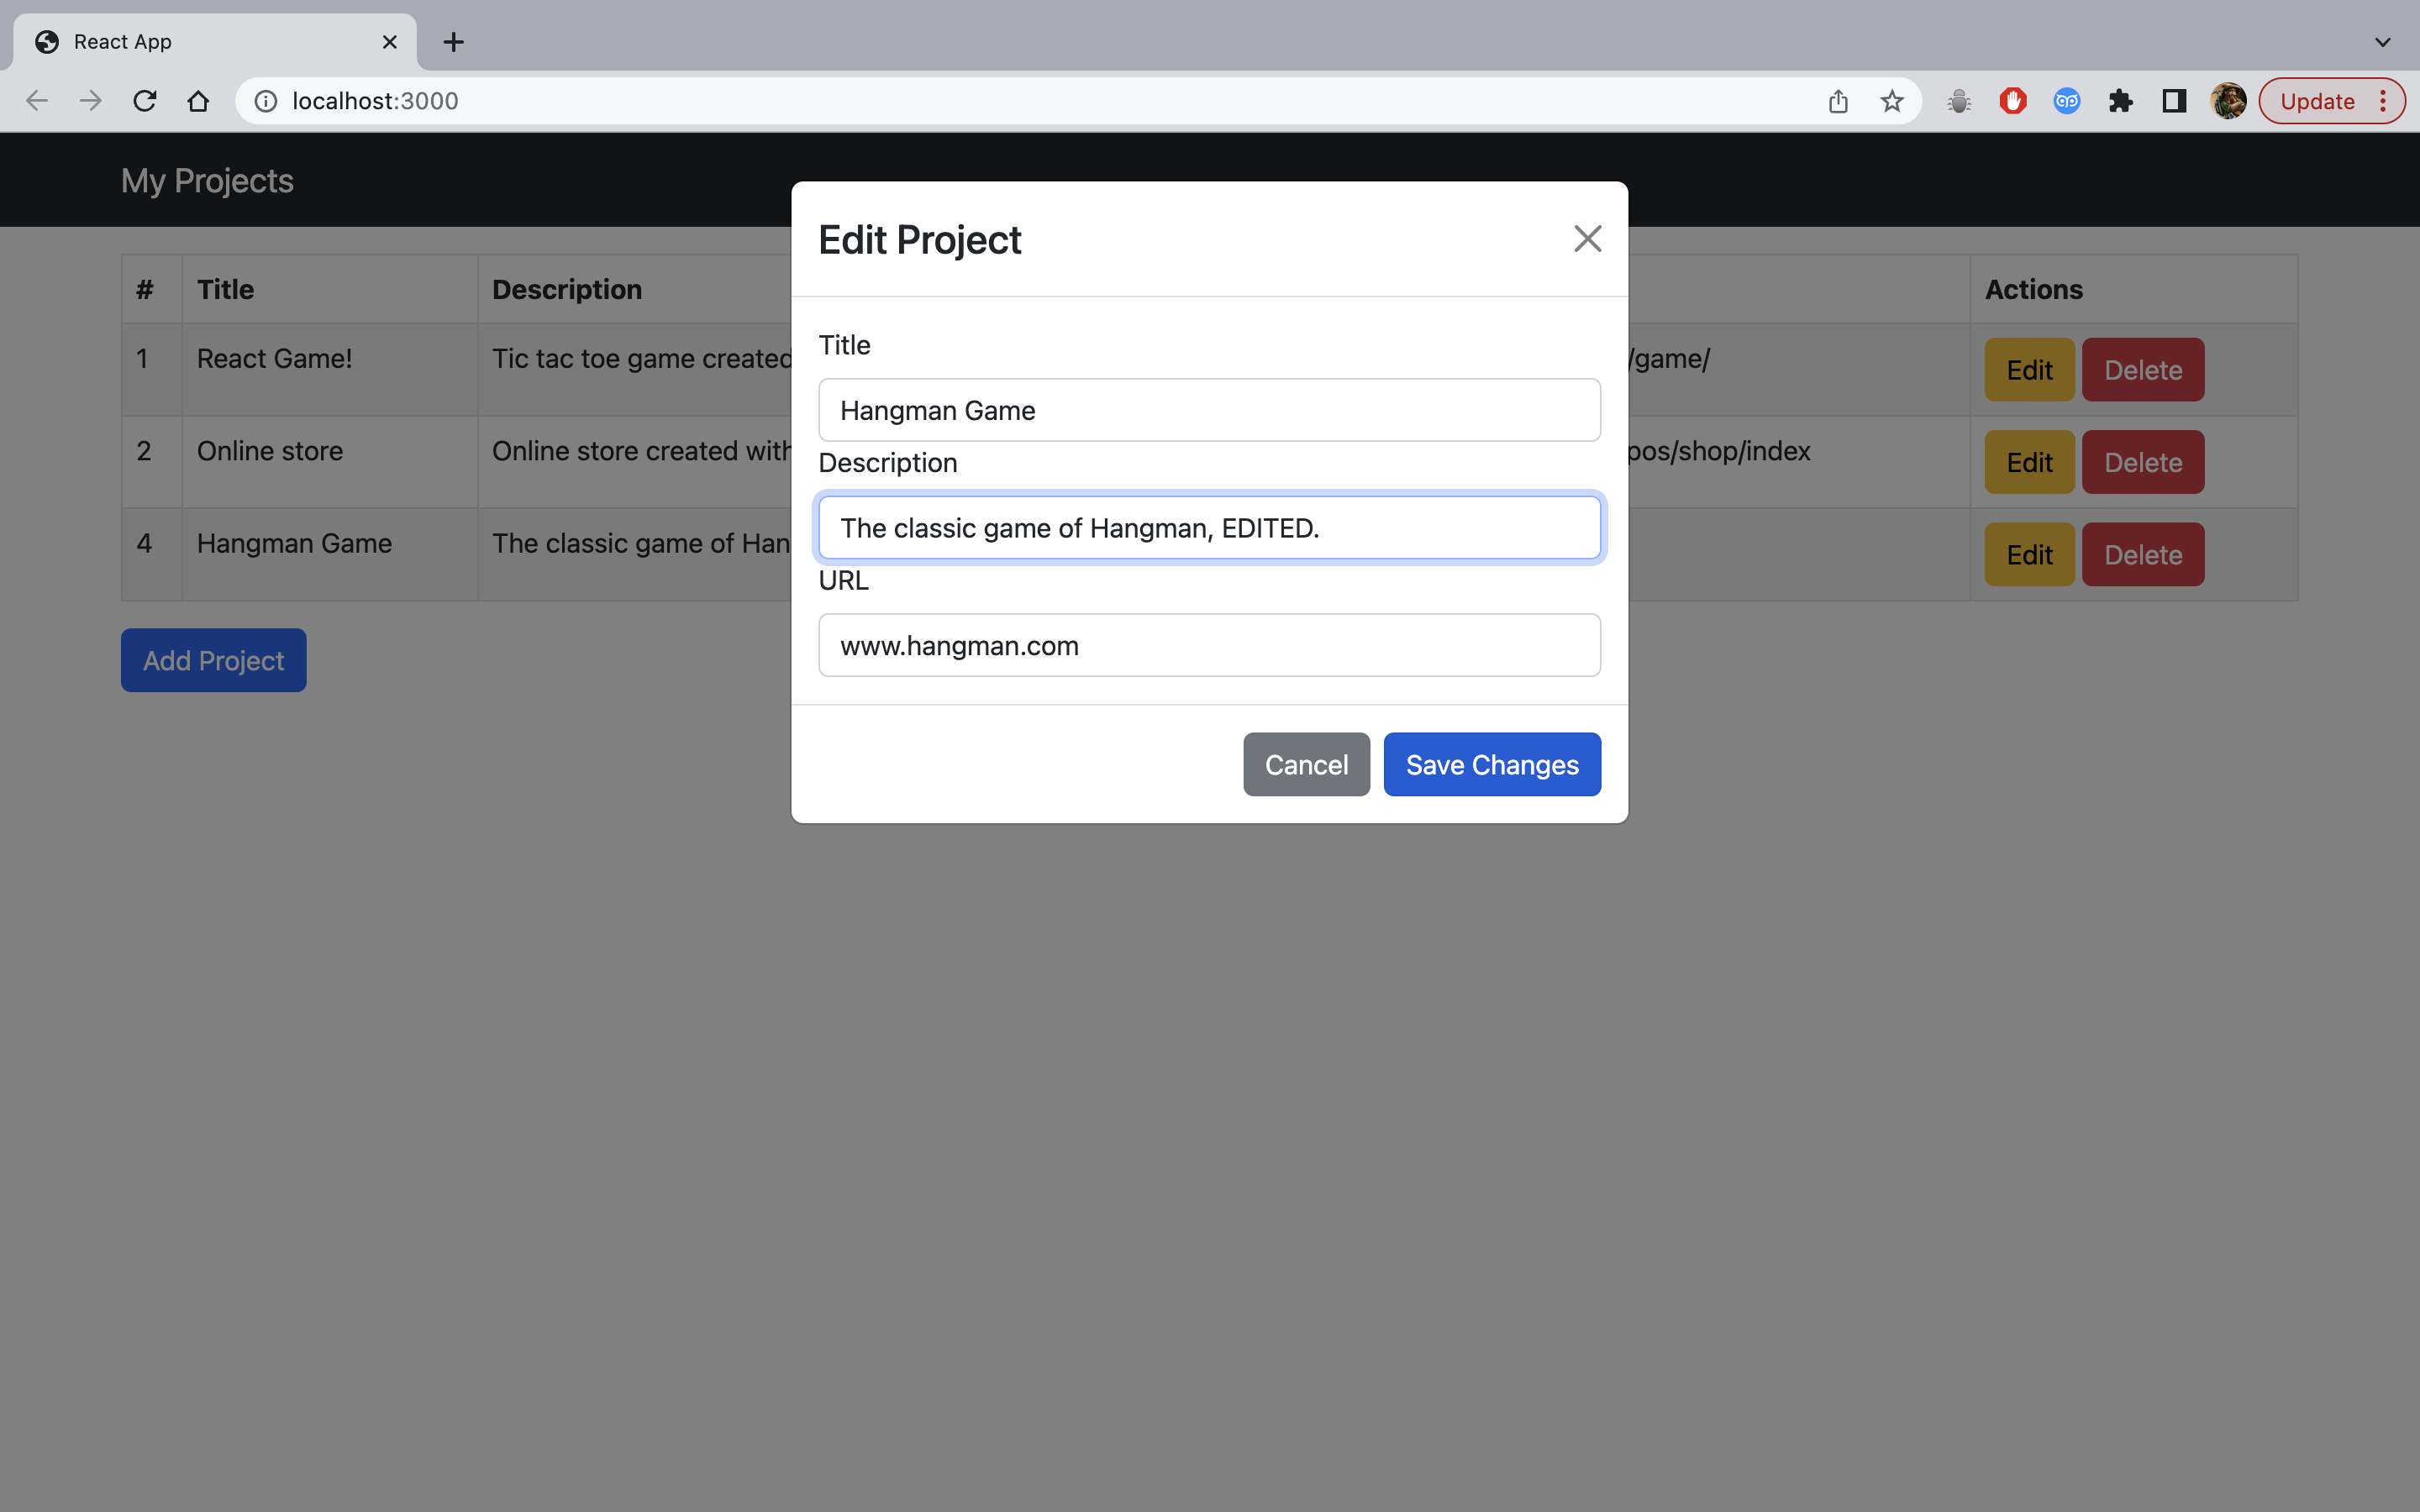 React App
localhost:3000
Update
My Projects
Edit Project
# Title Description Actions
Title
1 React Game! Tic tac toe game created /game/ Edit Delete
Hangman Game
2 Online store Online store created with pos/shop/index Edit Delete
Description
The classic game of Hangman, EDITED.
4 Hangman Game The classic game of Han Edit Delete
URL
www.hangman.com
Add Project
Cancel Save Changes